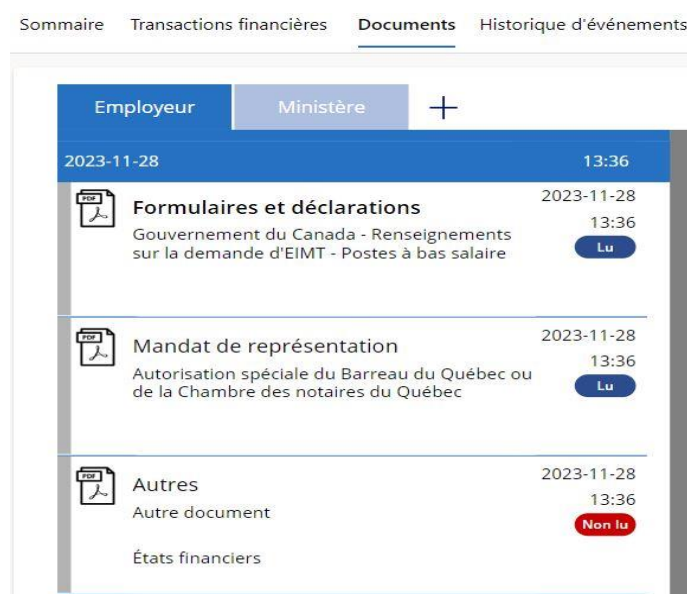 Sommaire Transactions financières Documents Historique d'événements
Employeur Ministère +
2023-11-28 13:36
PDF
Formulaires et déclarations
2023-11-28
13:36
Gouvernement du Canada - Renseignements
sur la demande d'EIMT - Postes à bas salaire
Lu
PDF
Mandat de représentation
2023-11-28
13:36
Autorisation spéciale du Barreau du Québec ou
de la Chambre des notaires du Québec
Lu
PDF
Autres
2023-11-28
13:36
Autre document
Non lu
États financiers